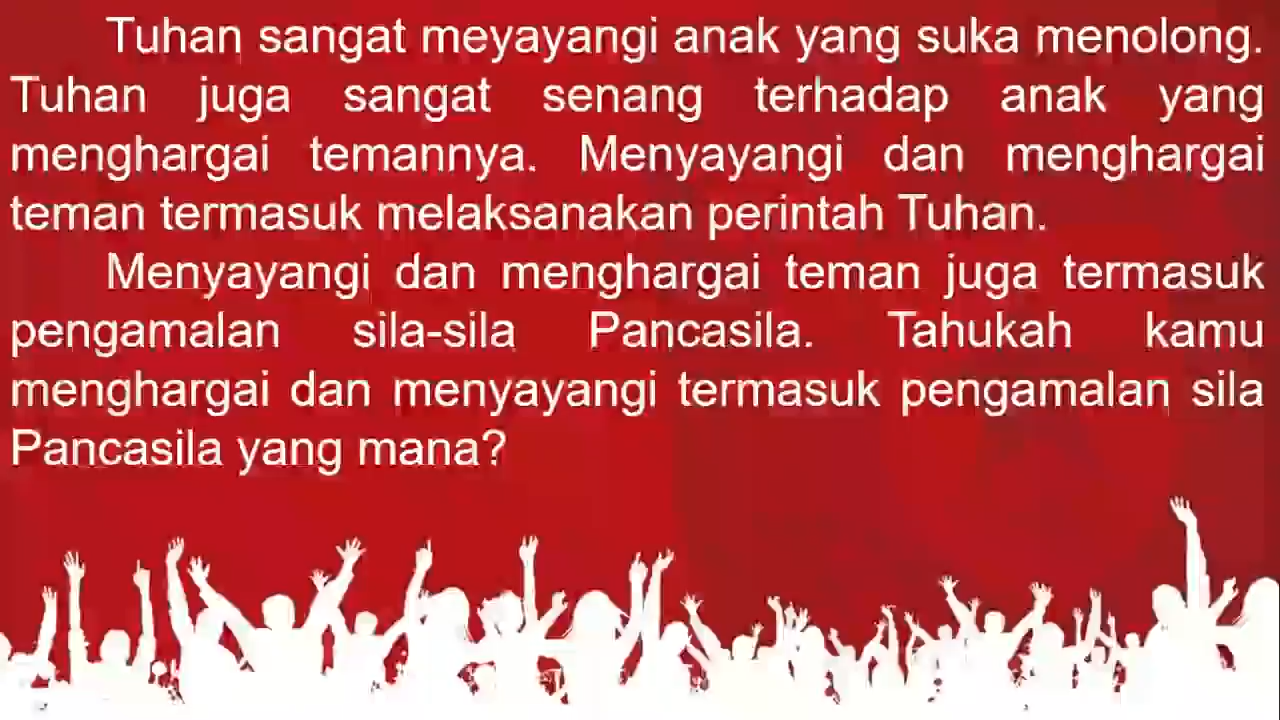 Tuhan sangat meyayangi anak yang suka menolong.
Tuhan juga sangat senang terhadap anak yang
menghargai temannya. Menyayangi dan menghargai
teman termasuk melaksanakan perintah Tuhan.
Menyayangi dan menghargai teman juga termasuk
pengamalan sila-sila Pancasila. Tahukah kamu
menghargai dan menyayangi termasuk pengamalan sila
Pancasila yang mana?